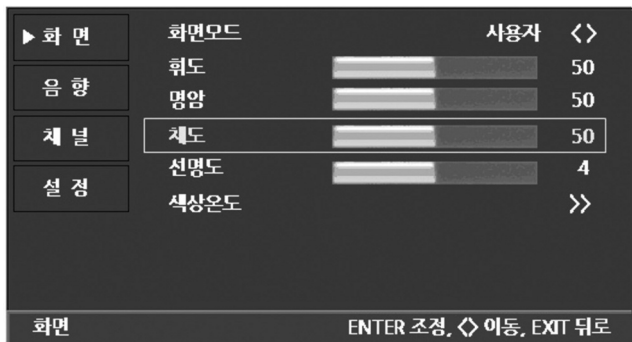 ▶화 면
음 향
채 널
설 정
화면모드 사용자 <>
휘도 50
명암 50
채도 50
선명도 4
색상온도 >>
화면 ENTER 조정, <> 이동, EXIT 뒤로